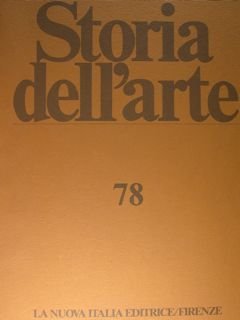 Storia
dell'arte
78
LA NUOVA ITALIA EDITRICE/FIRENZE